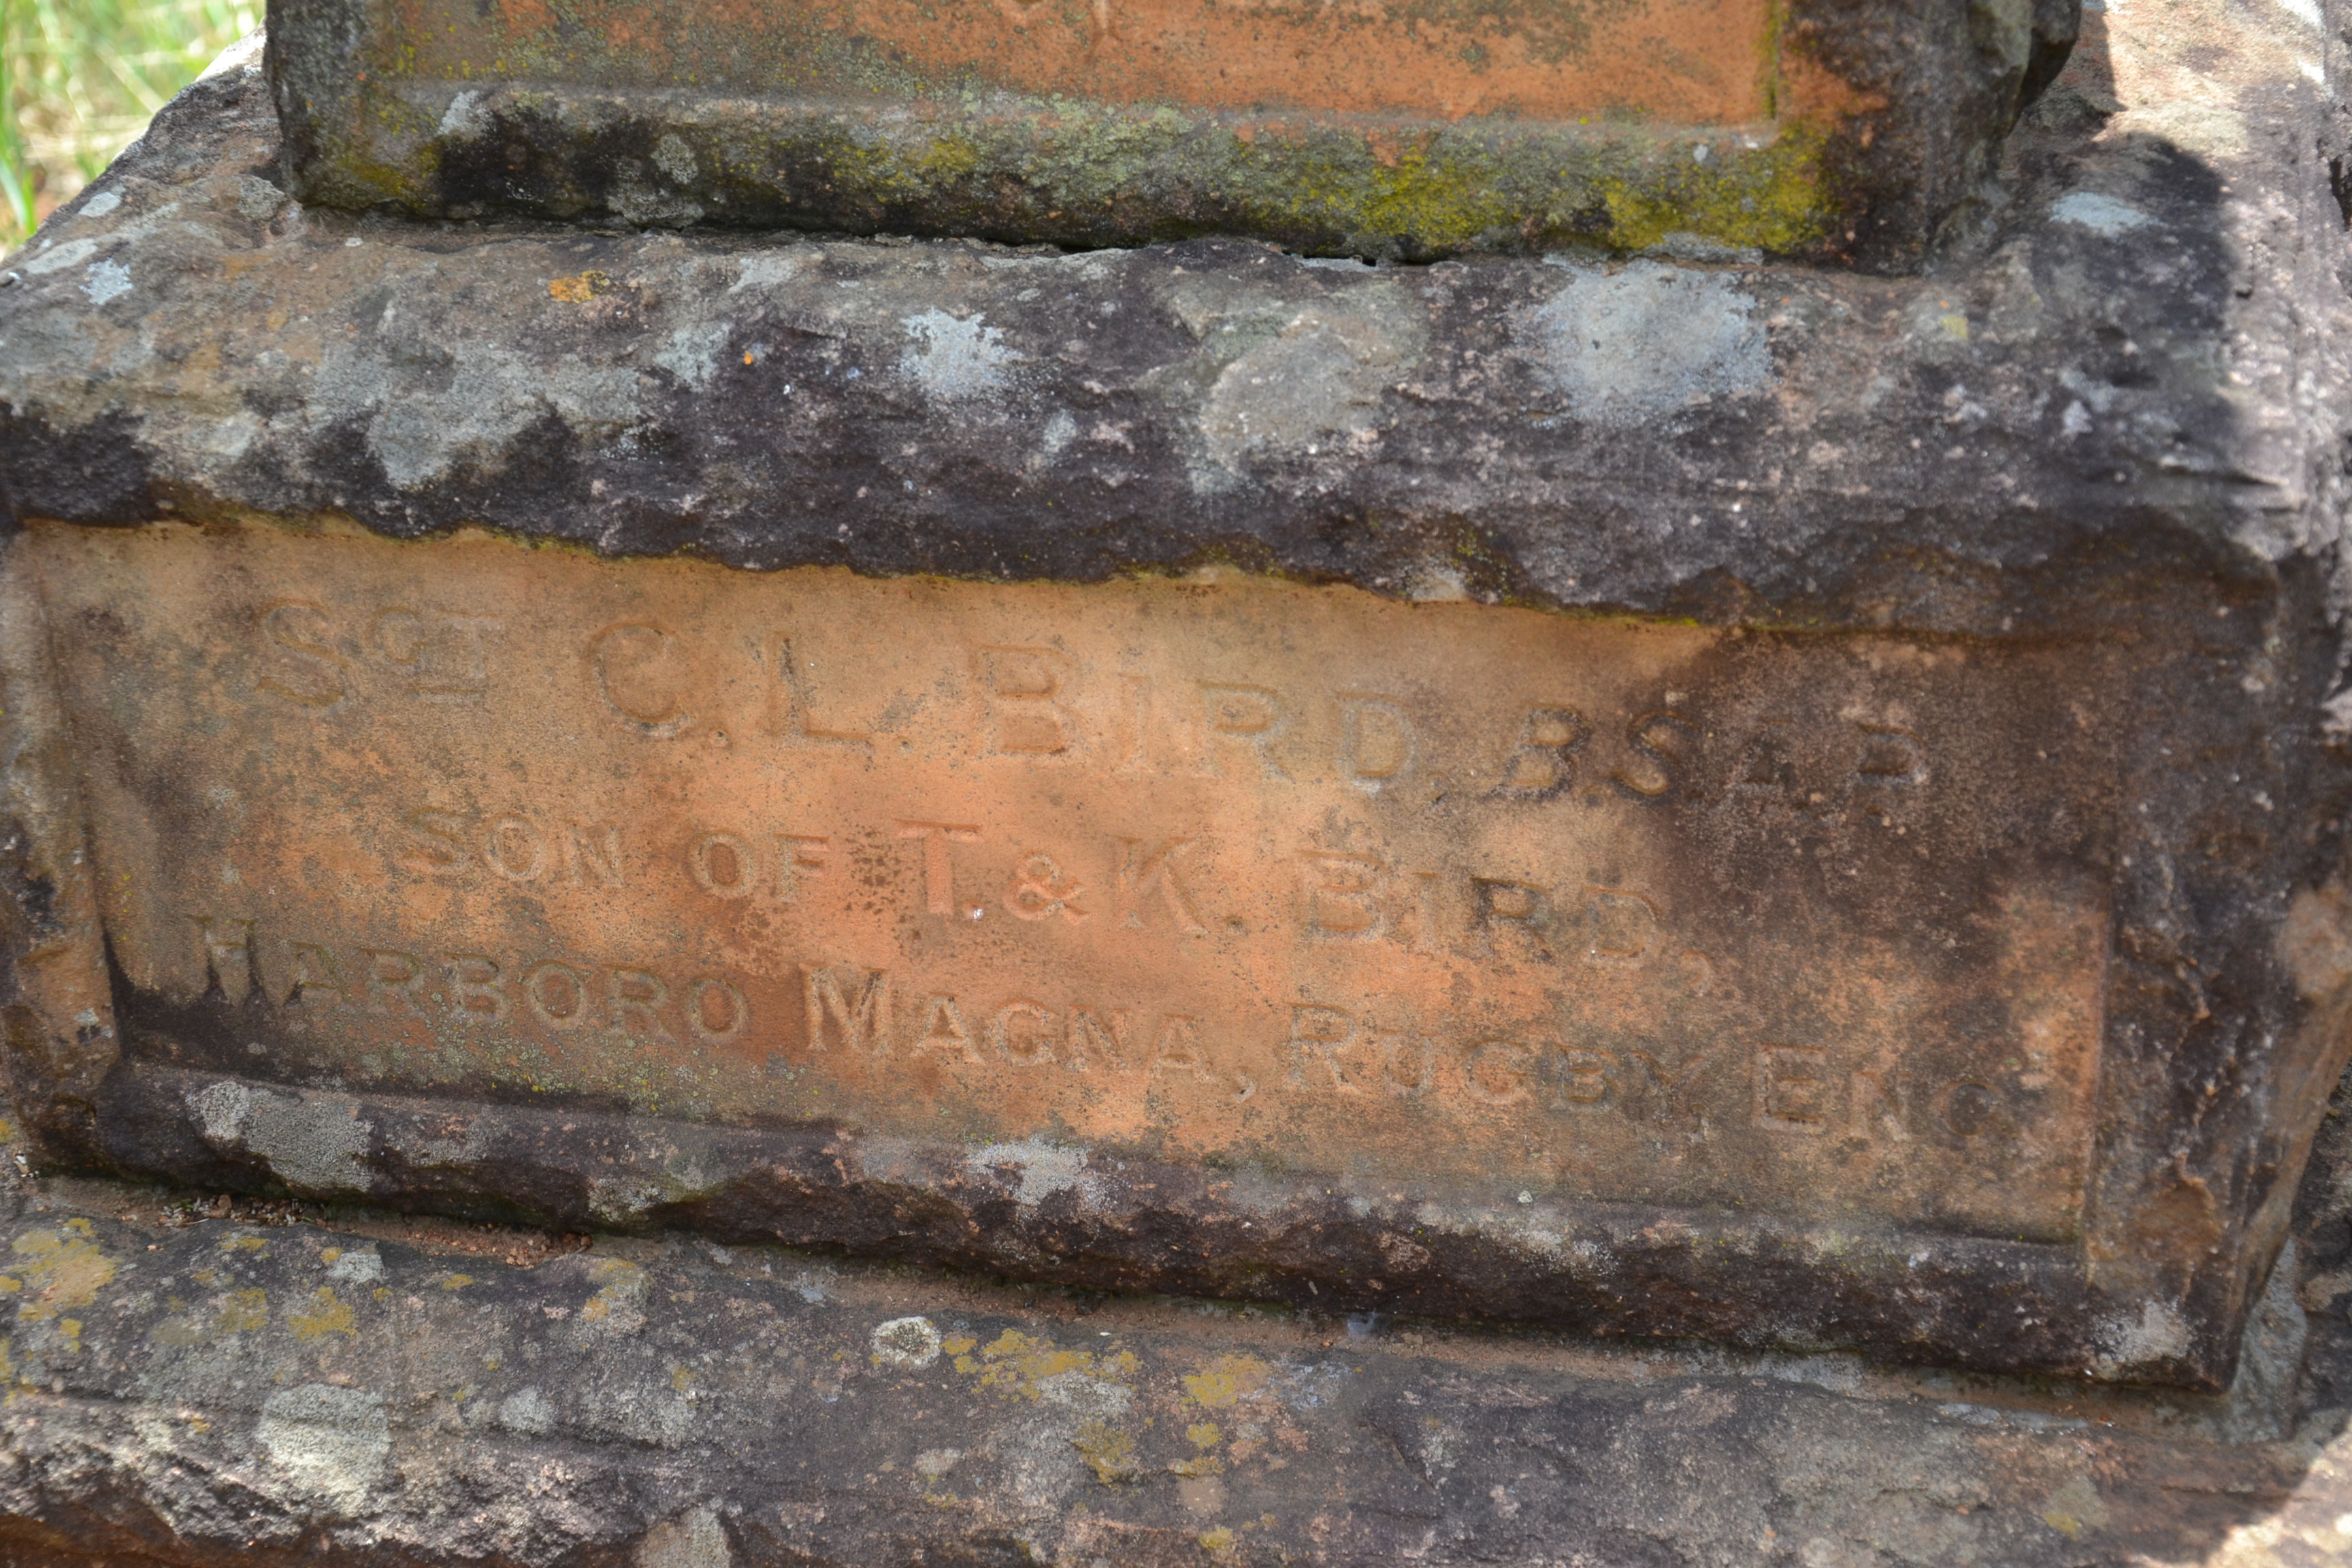 SGT C.L. BIRD. B.S.A.P.
SON OF T. & K. BIRD,
HARBORO MAGNA, RUGBY, ENG.